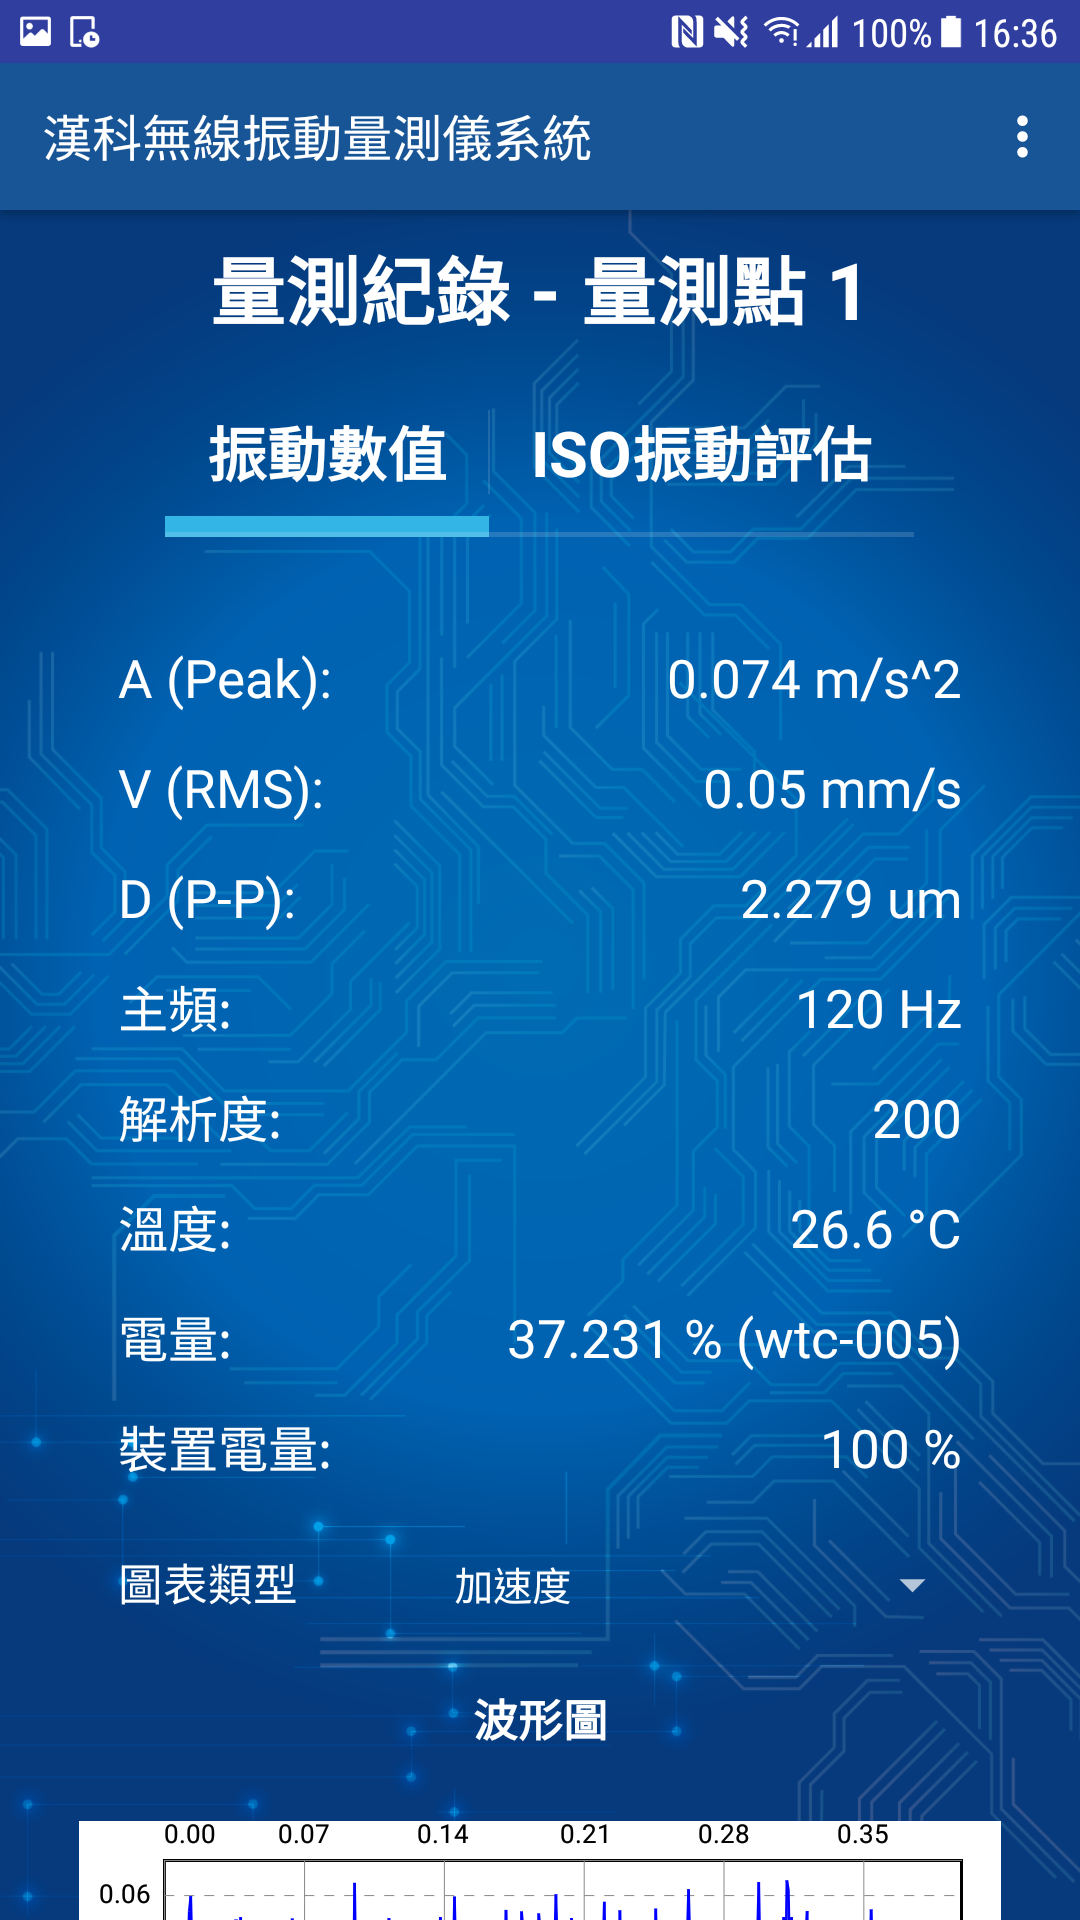 100% 16:36
漢科無線振動量測儀系統
量測紀錄 - 量測點 1
振動數值 ISO振動評估
A (Peak): 0.074 m/s^2
V (RMS): 0.05 mm/s
D (P-P): 2.279 um
主頻: 120 Hz
解析度: 200
溫度: 26.6 °C
電量: 37.231 % (wtc-005)
裝置電量: 100 %
圖表類型 加速度
波形圖
0.00 0.07 0.14 0.21 0.28 0.35
0.06